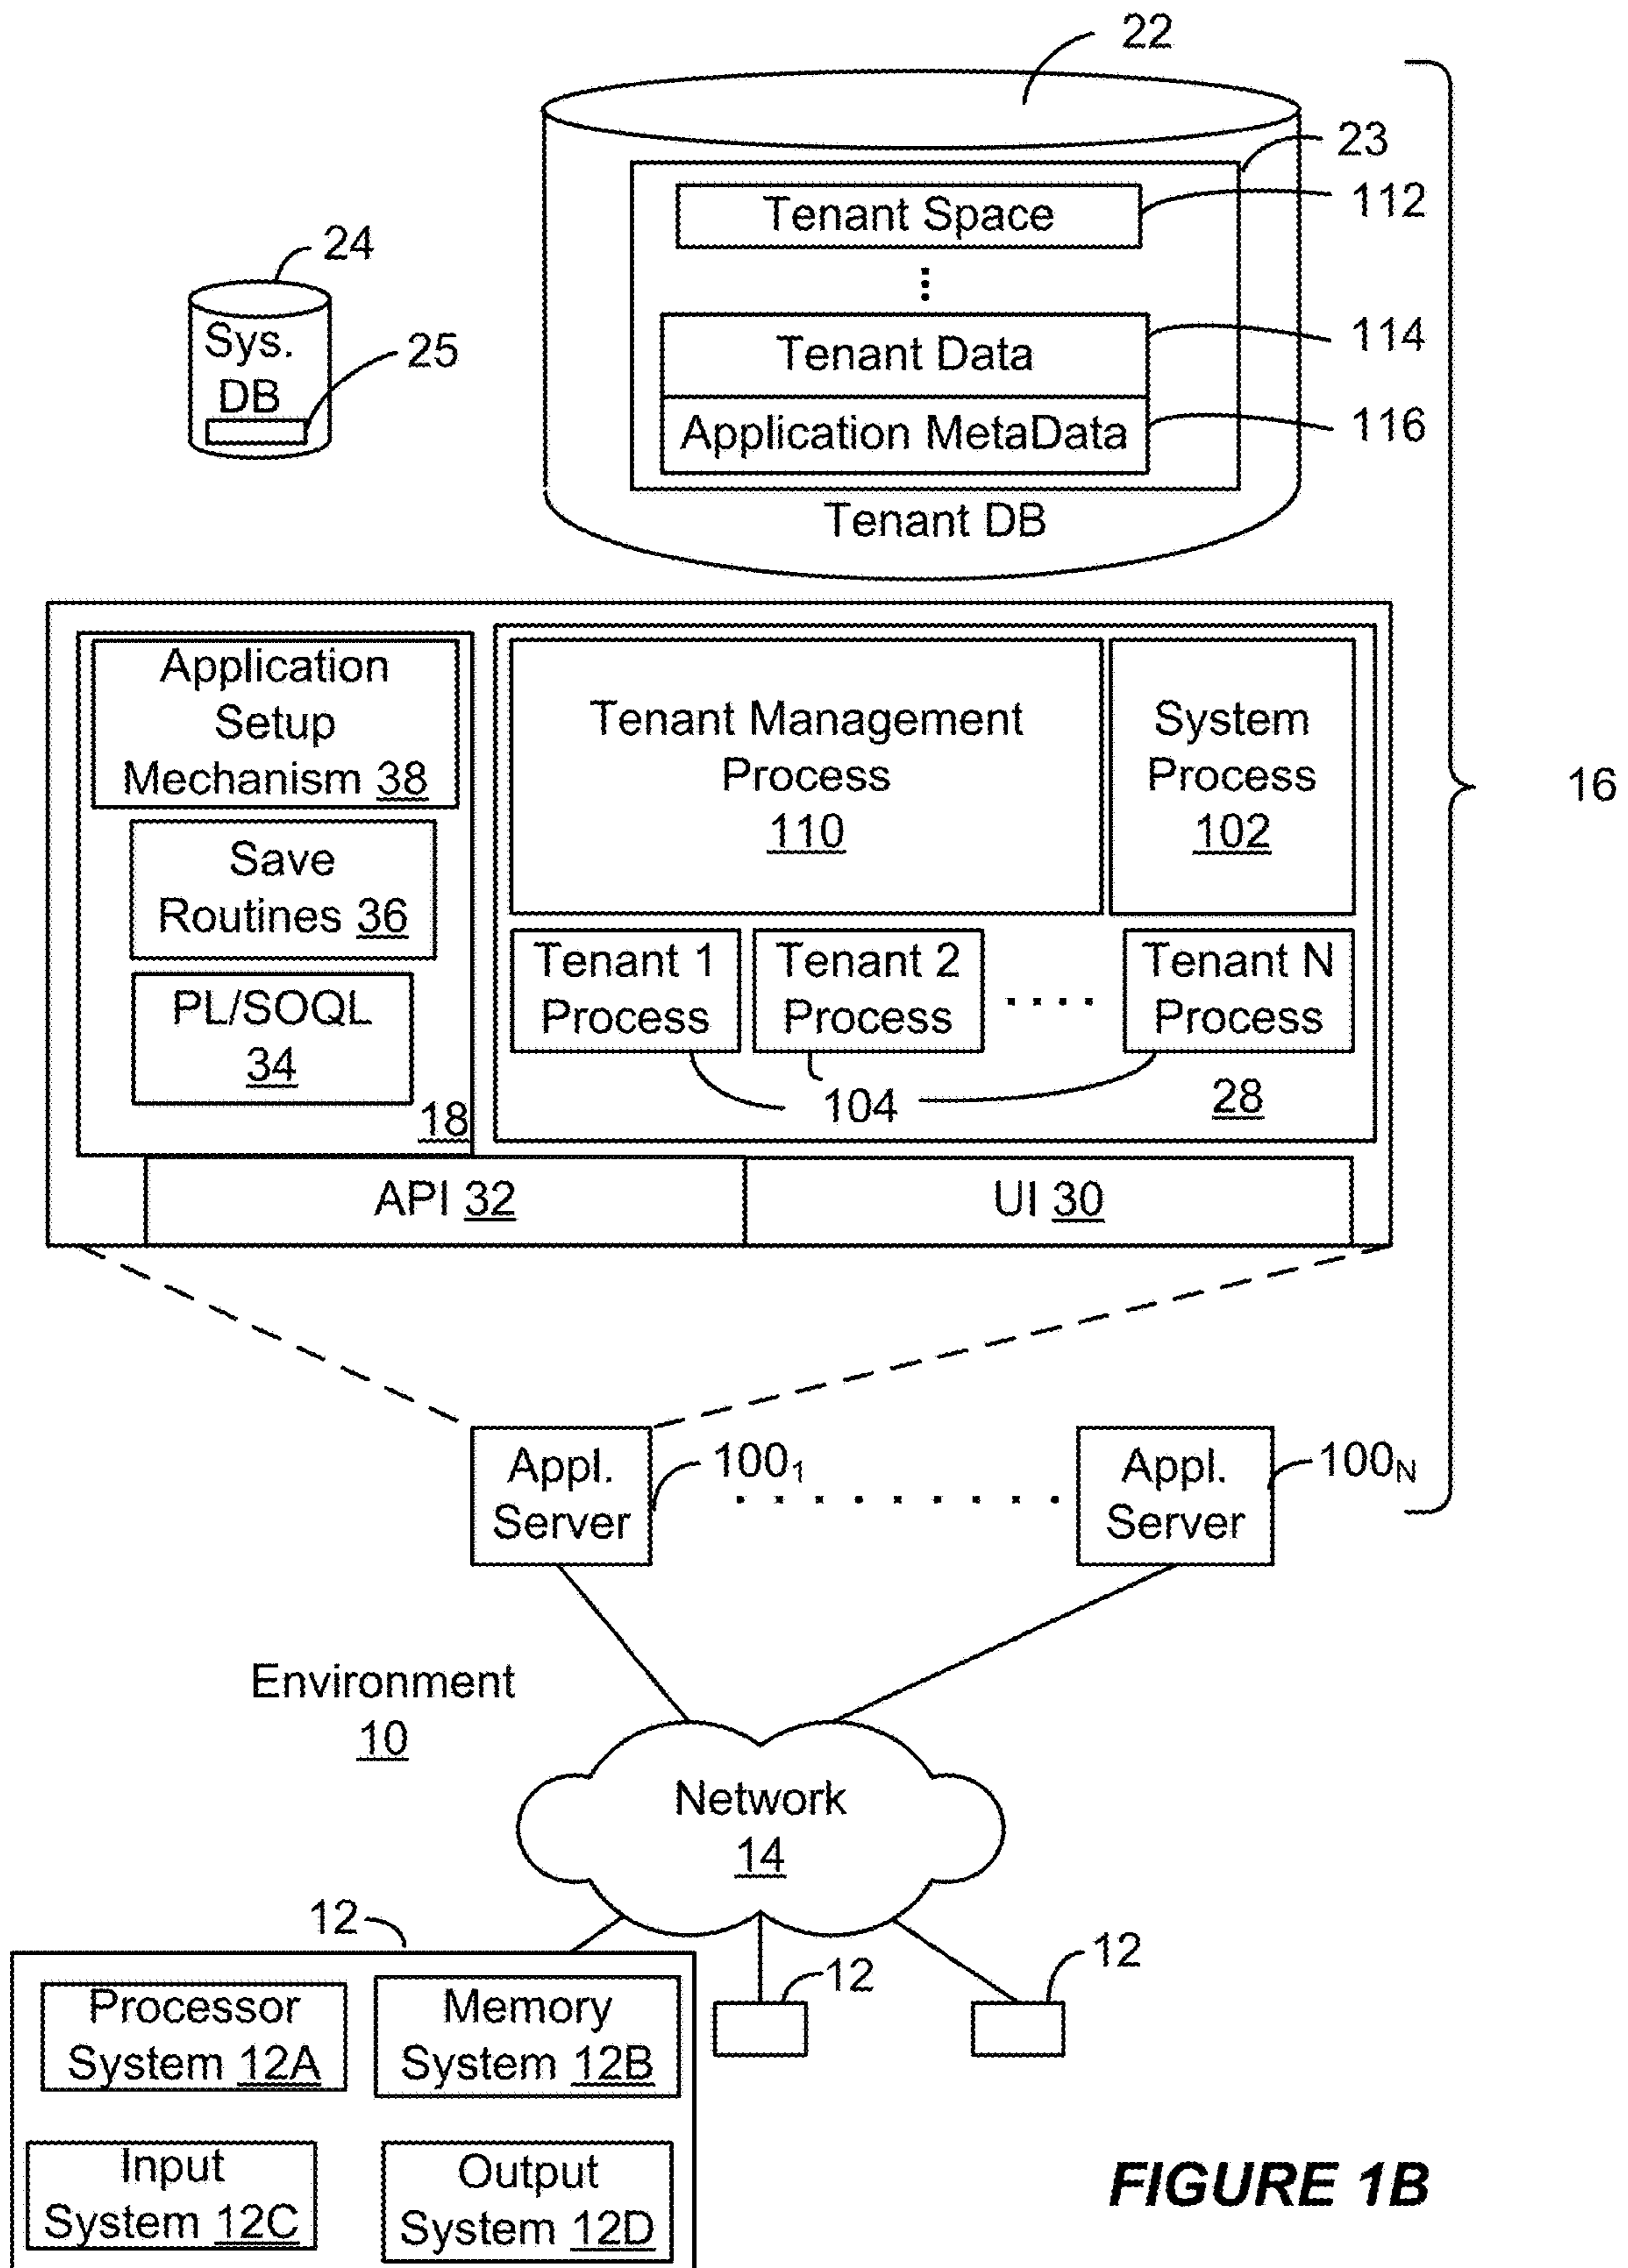 22
23
Tenant Space
112
24
Sys.
DB
25
Tenant Data
114
Application MetaData
116
Tenant DB
16
Application
Setup
Mechanism 38
Save
Routines 36
PL/SOQL
34
18
Tenant Management
Process
110
System
Process
102
Tenant 1
Process
Tenant 2
Process
Tenant N
Process
104
28
API 32
UI 30
Appl.
Server
100₁
Appl.
Server
100N
Environment
10
Network
14
12
Processor
System 12A
Memory
System 12B
Input
System 12C
Output
System 12D
12
12
FIGURE 1B